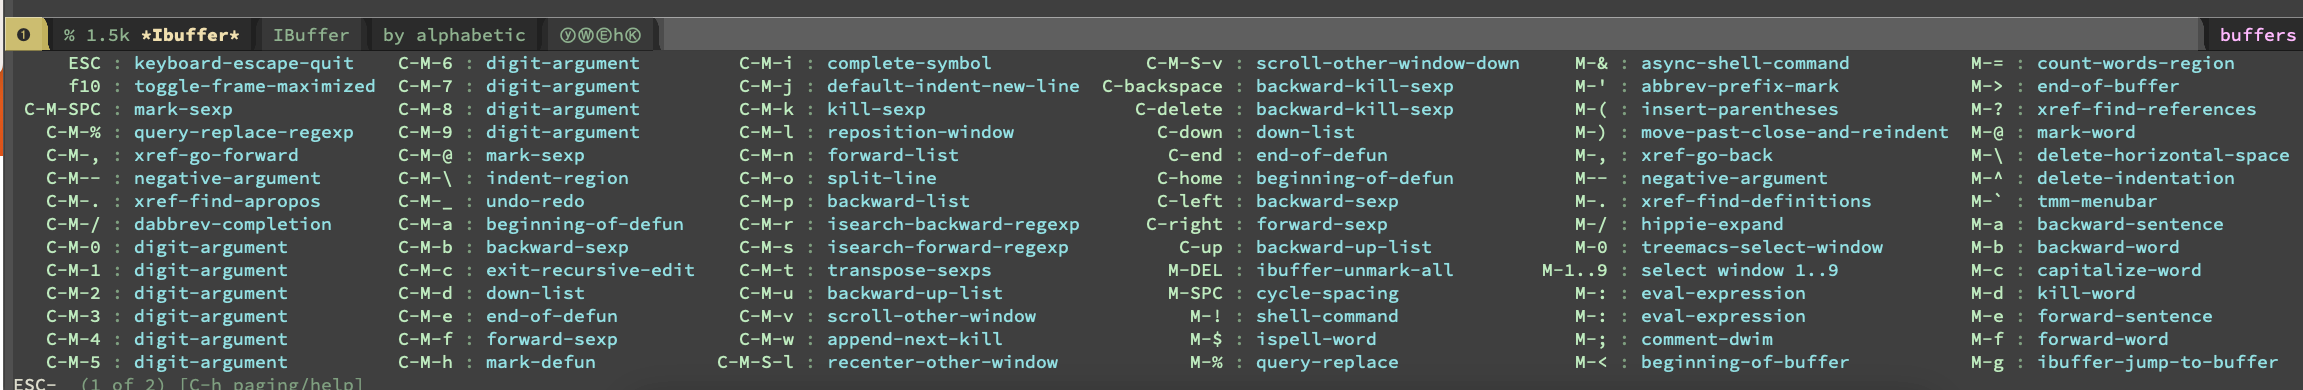 ❶ % 1.5k *Ibuffer* IBuffer by alphabetic ⓨⓌⒺhⓀ buffers
ESC : keyboard-escape-quit C-M-6 : digit-argument C-M-i : complete-symbol C-M-S-v : scroll-other-window-down M-& : async-shell-command M-= : count-words-region
f10 : toggle-frame-maximized C-M-7 : digit-argument C-M-j : default-indent-new-line C-backspace : backward-kill-sexp M-' : abbrev-prefix-mark M-> : end-of-buffer
C-M-SPC : mark-sexp C-M-8 : digit-argument C-M-k : kill-sexp C-delete : backward-kill-sexp M-( : insert-parentheses M-? : xref-find-references
C-M-% : query-replace-regexp C-M-9 : digit-argument C-M-l : reposition-window C-down : down-list M-) : move-past-close-and-reindent M-@ : mark-word
C-M-, : xref-go-forward C-M-@ : mark-sexp C-M-n : forward-list C-end : end-of-defun M-, : xref-go-back M-\ : delete-horizontal-space
C-M-- : negative-argument C-M-\ : indent-region C-M-o : split-line C-home : beginning-of-defun M-- : negative-argument M-^ : delete-indentation
C-M-. : xref-find-apropos C-M-_ : undo-redo C-M-p : backward-list C-left : backward-sexp M-. : xref-find-definitions M-` : tmm-menubar
C-M-/ : dabbrev-completion C-M-a : beginning-of-defun C-M-r : isearch-backward-regexp C-right : forward-sexp M-/ : hippie-expand M-a : backward-sentence
C-M-0 : digit-argument C-M-b : backward-sexp C-M-s : isearch-forward-regexp C-up : backward-up-list M-0 : treemacs-select-window M-b : backward-word
C-M-1 : digit-argument C-M-c : exit-recursive-edit C-M-t : transpose-sexps M-DEL : ibuffer-unmark-all M-1..9 : select window 1..9 M-c : capitalize-word
C-M-2 : digit-argument C-M-d : down-list C-M-u : backward-up-list M-SPC : cycle-spacing M-: : eval-expression M-d : kill-word
C-M-3 : digit-argument C-M-e : end-of-defun C-M-v : scroll-other-window M-! : shell-command M-: : eval-expression M-e : forward-sentence
C-M-4 : digit-argument C-M-f : forward-sexp C-M-w : append-next-kill M-$ : ispell-word M-; : comment-dwim M-f : forward-word
C-M-5 : digit-argument C-M-h : mark-defun C-M-S-l : recenter-other-window M-% : query-replace M-< : beginning-of-buffer M-g : ibuffer-jump-to-buffer
ESC- (1 of 2) [C-h paging/help]